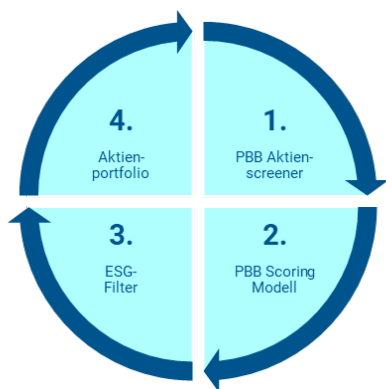 1.
PBB Aktien-
screener
2.
PBB Scoring
Modell
3.
ESG-
Filter
4.
Aktien-
portfolio